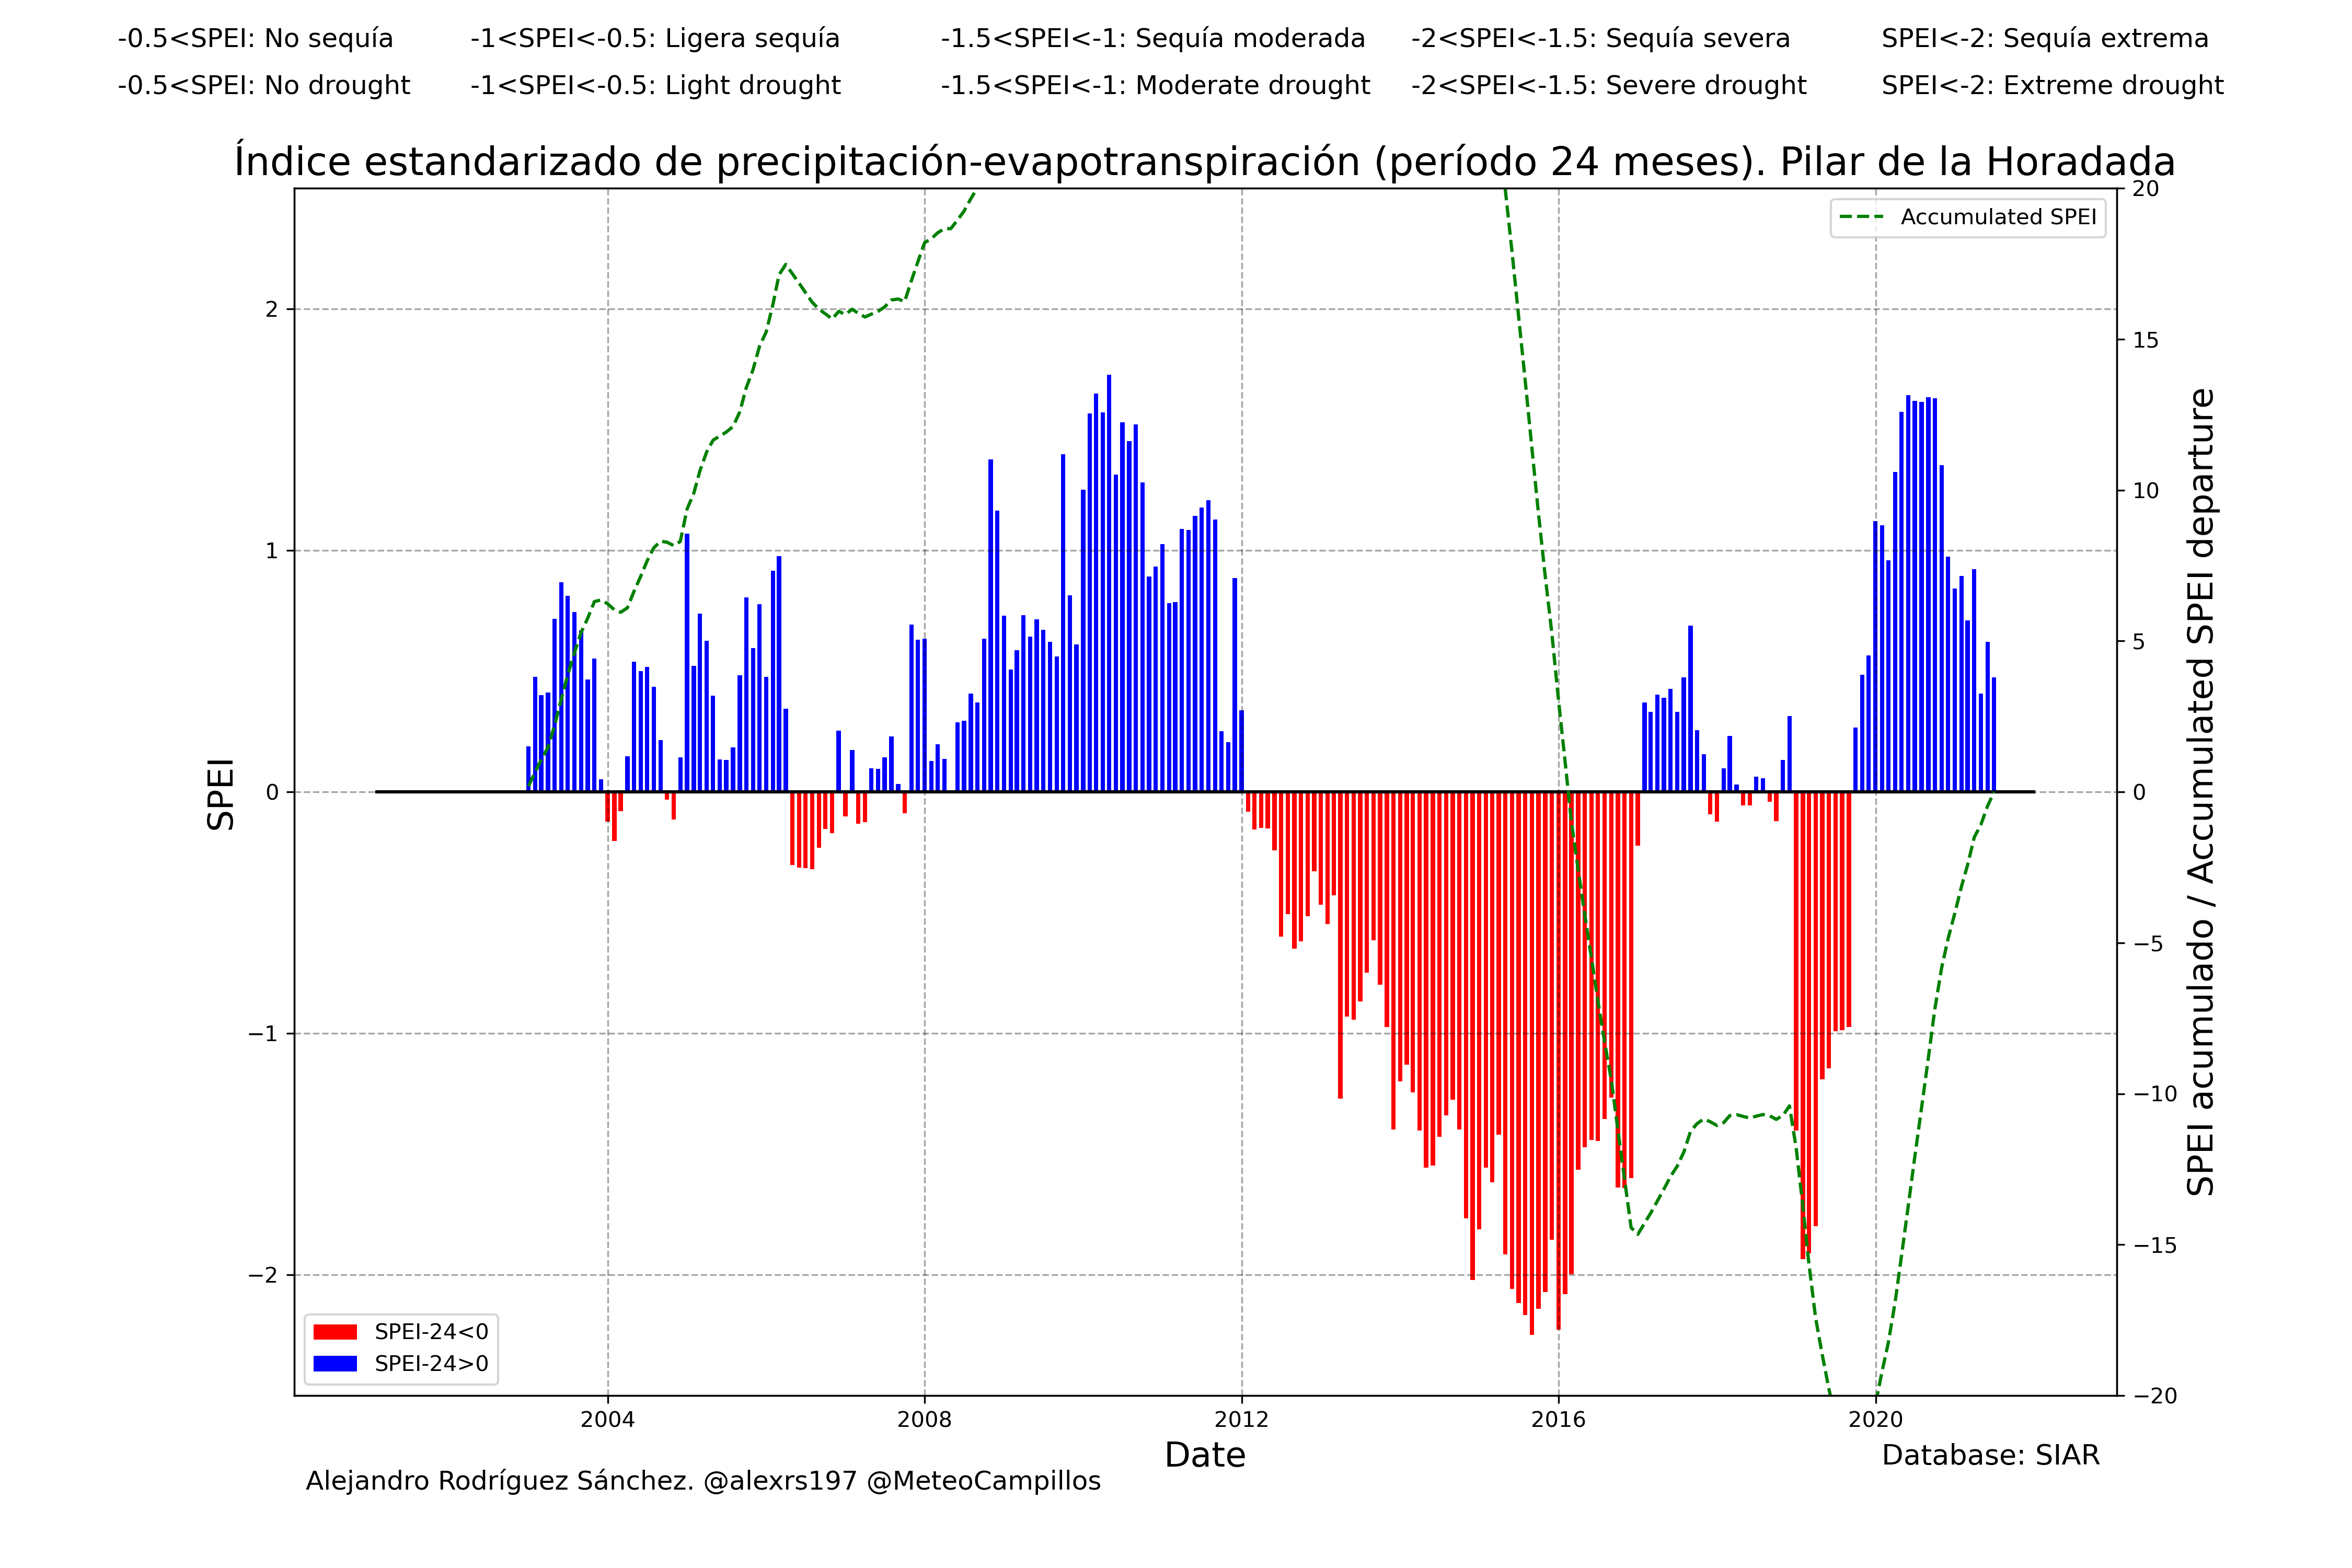 -0.5<SPEI: No sequía -1<SPEI<-0.5: Ligera sequía -1.5<SPEI<-1: Sequía moderada -2<SPEI<-1.5: Sequía severa SPEI<-2: Sequía extrema
-0.5<SPEI: No drought -1<SPEI<-0.5: Light drought -1.5<SPEI<-1: Moderate drought -2<SPEI<-1.5: Severe drought SPEI<-2: Extreme drought
Índice estandarizado de precipitación-evapotranspiración (período 24 meses). Pilar de la Horadada
SPEI
2
1
0
−1
−2
Accumulated SPEI
20
15
10
5
0
−5
−10
−15
−20
SPEI acumulado / Accumulated SPEI departure
SPEI-24<0
SPEI-24>0
2004 2008 2012 2016 2020
Date
Database: SIAR
Alejandro Rodríguez Sánchez. @alexrs197 @MeteoCampillos